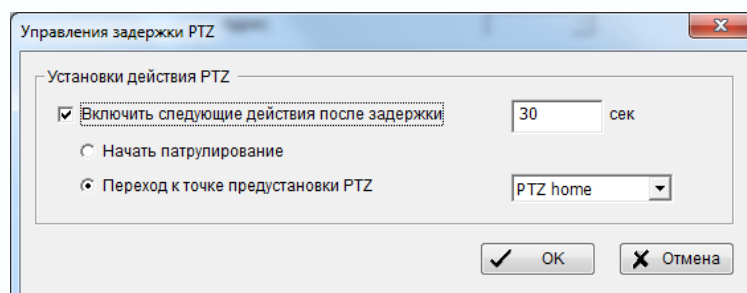 Управления задержки PTZ
Установки действия PTZ
Включить следующие действия после задержки 30 сек
Начать патрулирование
Переход к точке предустановки PTZ PTZ home
OK Отмена